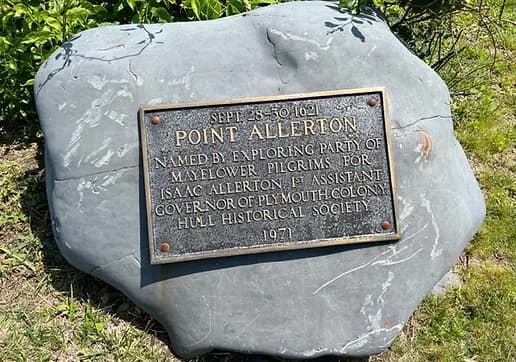 SEPT. 28-30 1621
POINT ALLERTON
NAMED BY EXPLORING PARTY OF
MAYFLOWER PILGRIMS FOR
ISAAC ALLERTON, 1ST ASSISTANT
GOVERNOR OF PLYMOUTH COLONY
HULL HISTORICAL SOCIETY
1971